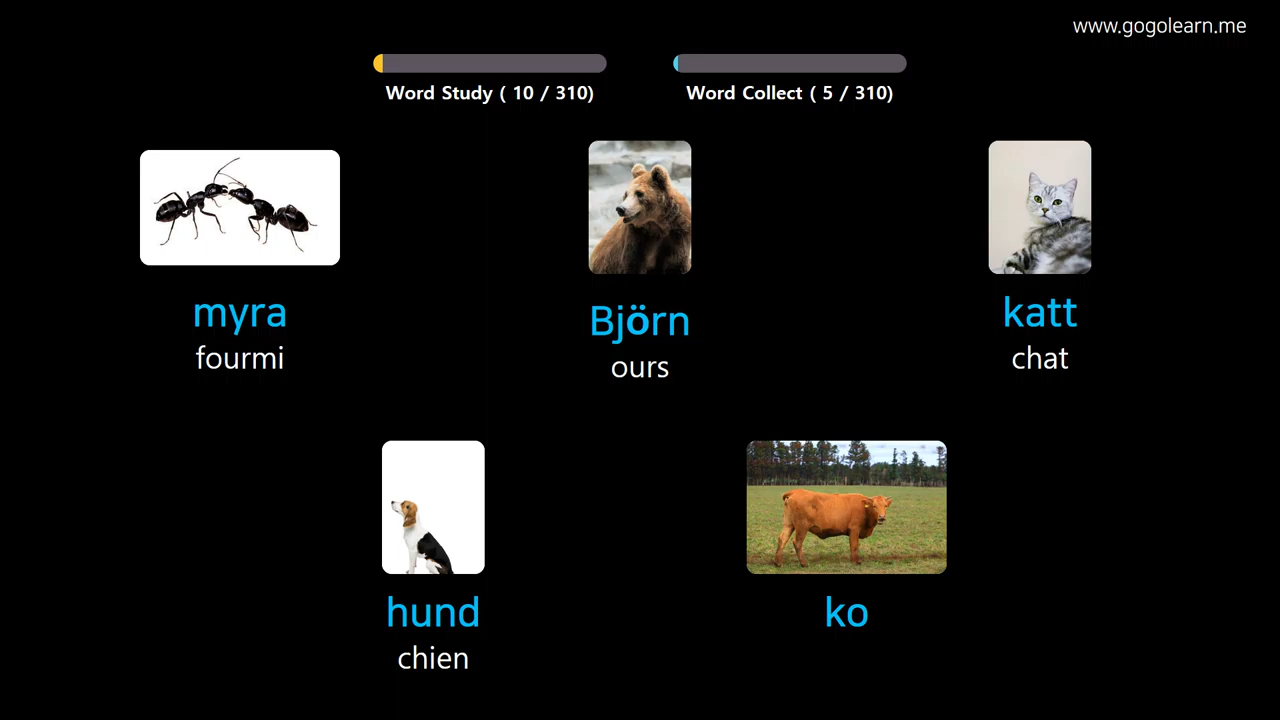 www.gogolearn.me
Word Study ( 10 / 310)
Word Collect ( 5 / 310)
myra
fourmi
Björn
ours
katt
chat
hund
chien
ko